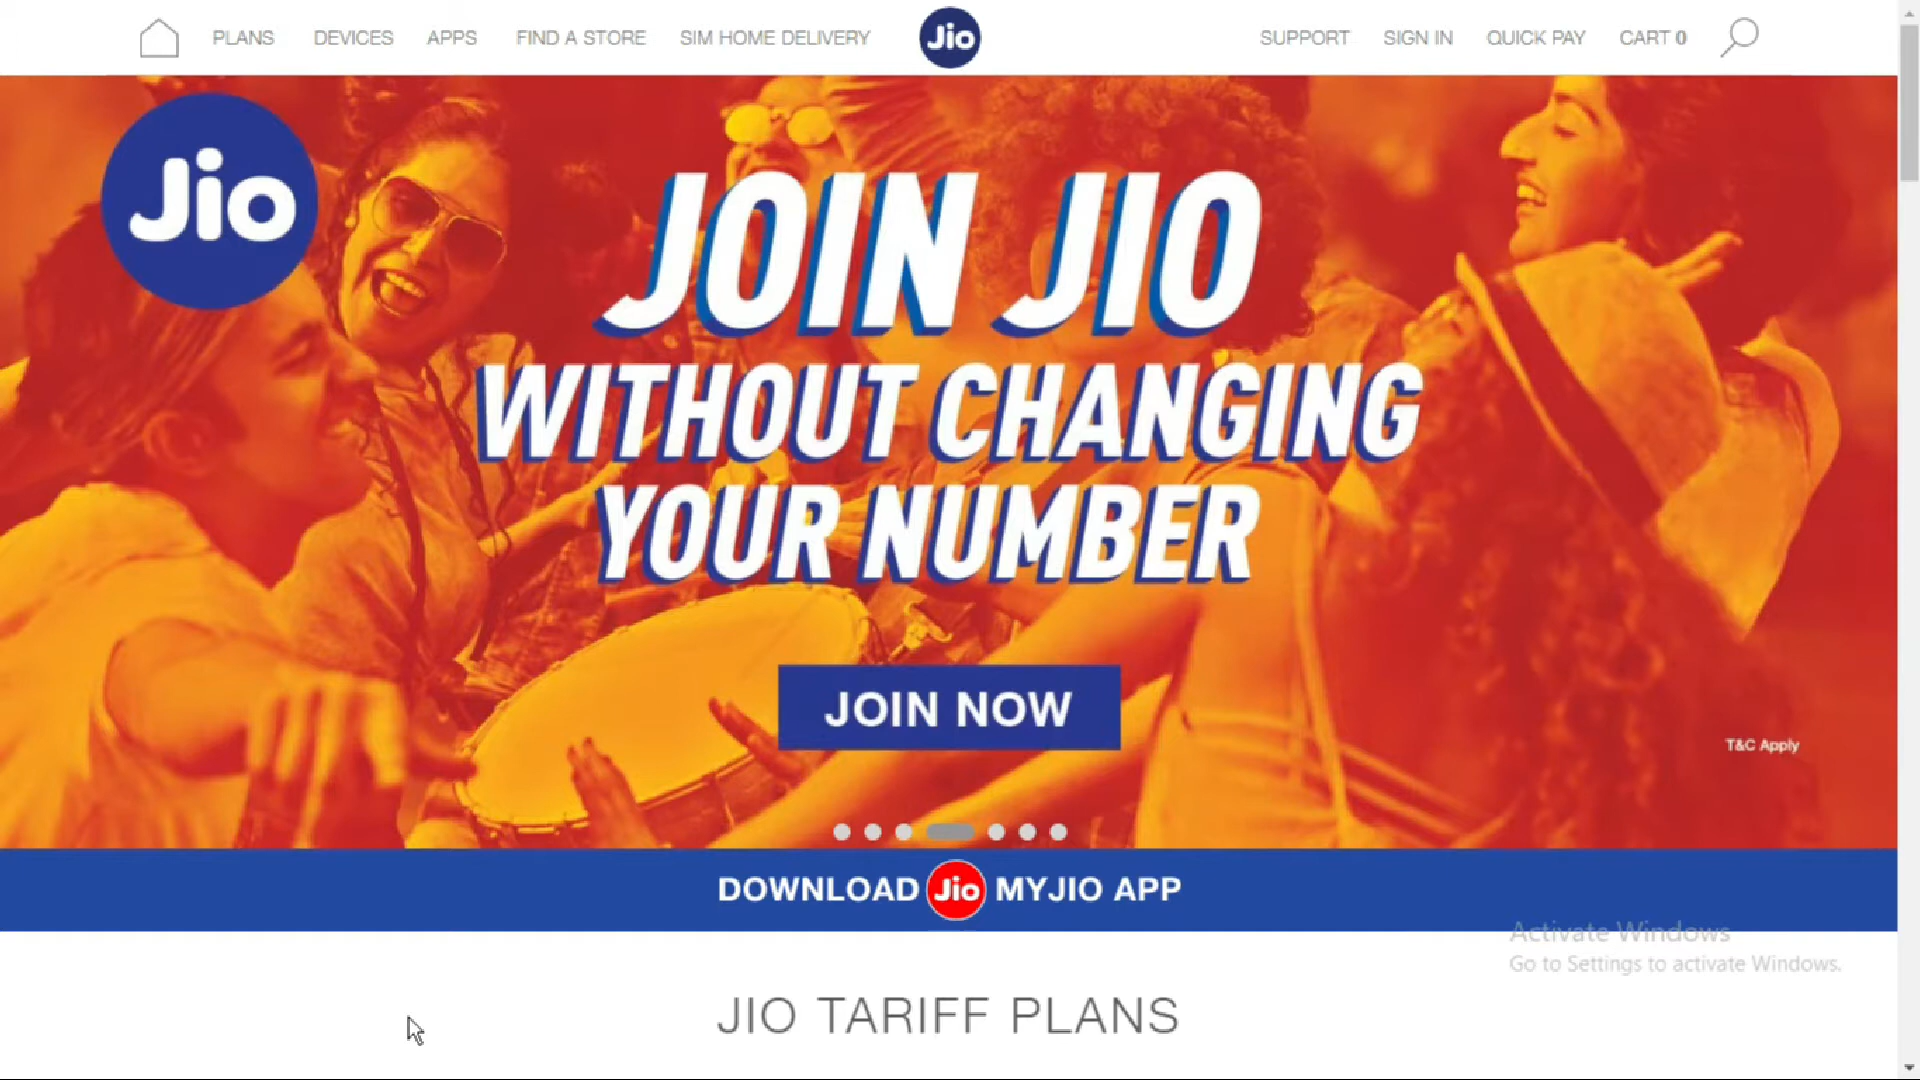 PLANS DEVICES APPS FIND A STORE SIM HOME DELIVERY Jio SUPPORT SIGN IN QUICK PAY CART 0
Jio
JOIN JIO
WITHOUT CHANGING
YOUR NUMBER
JOIN NOW
T&C Apply
DOWNLOAD Jio MYJIO APP
Activate Windows
Go to Settings to activate Windows.
JIO TARIFF PLANS